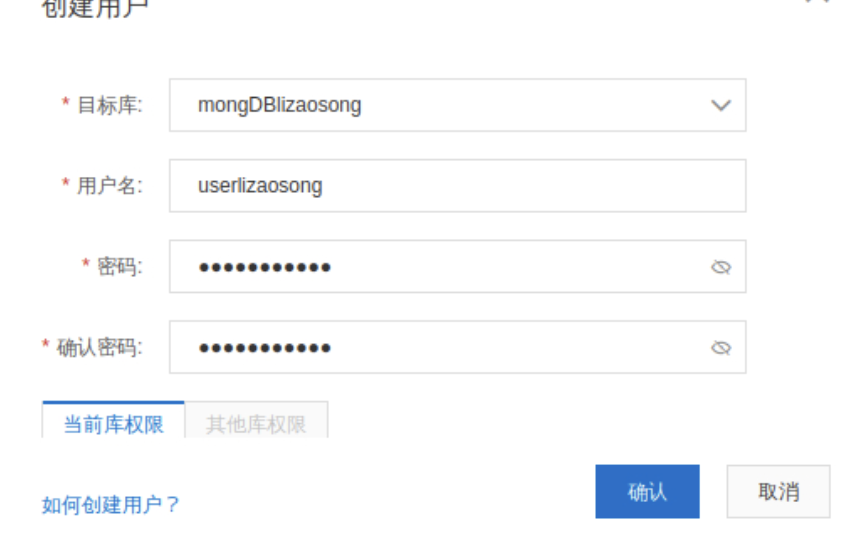 创建用户
* 目标库: mongDBlizaosong
* 用户名: userlizaosong
* 密码: ●●●●●●●●●●●
* 确认密码: ●●●●●●●●●●●
当前库权限 其他库权限
如何创建用户？ 确认 取消